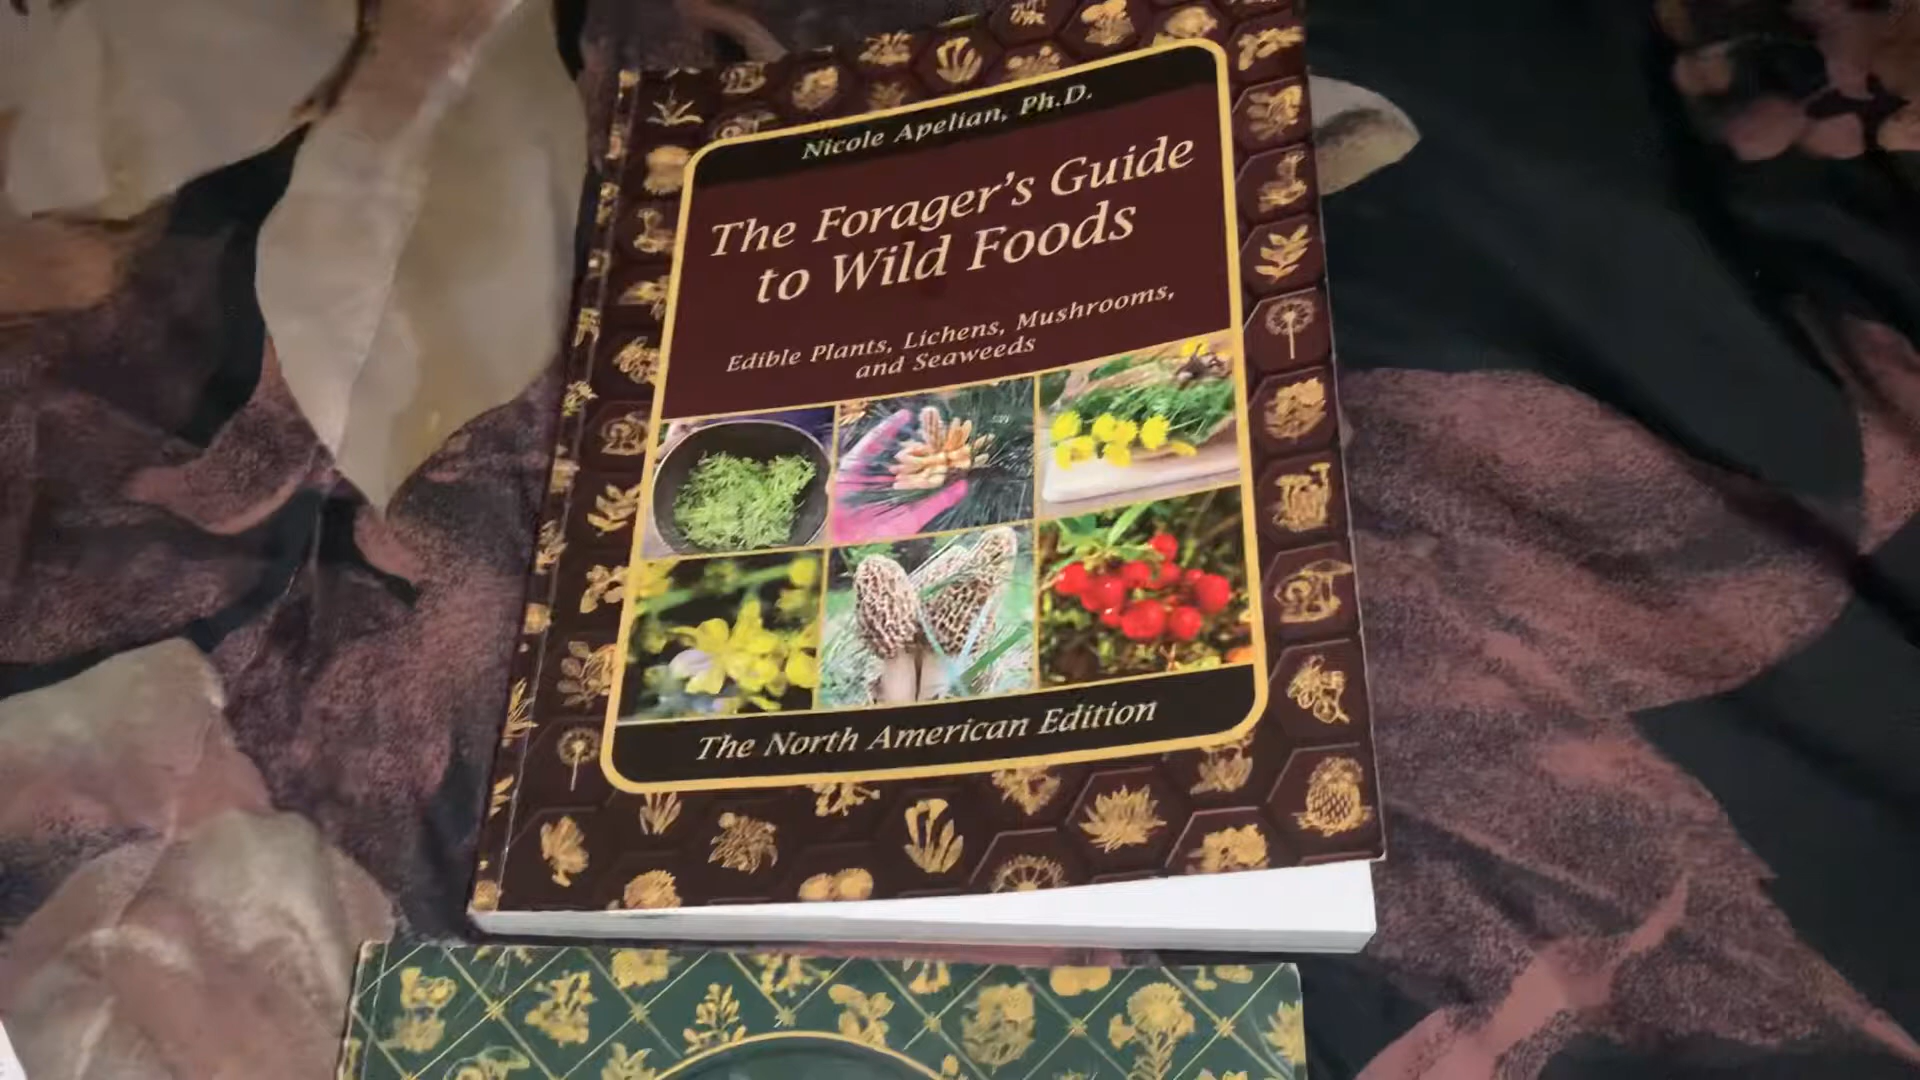 Nicole Apelian, Ph.D.
The Forager's Guide
to Wild Foods
Edible Plants, Lichens, Mushrooms,
and Seaweeds
The North American Edition